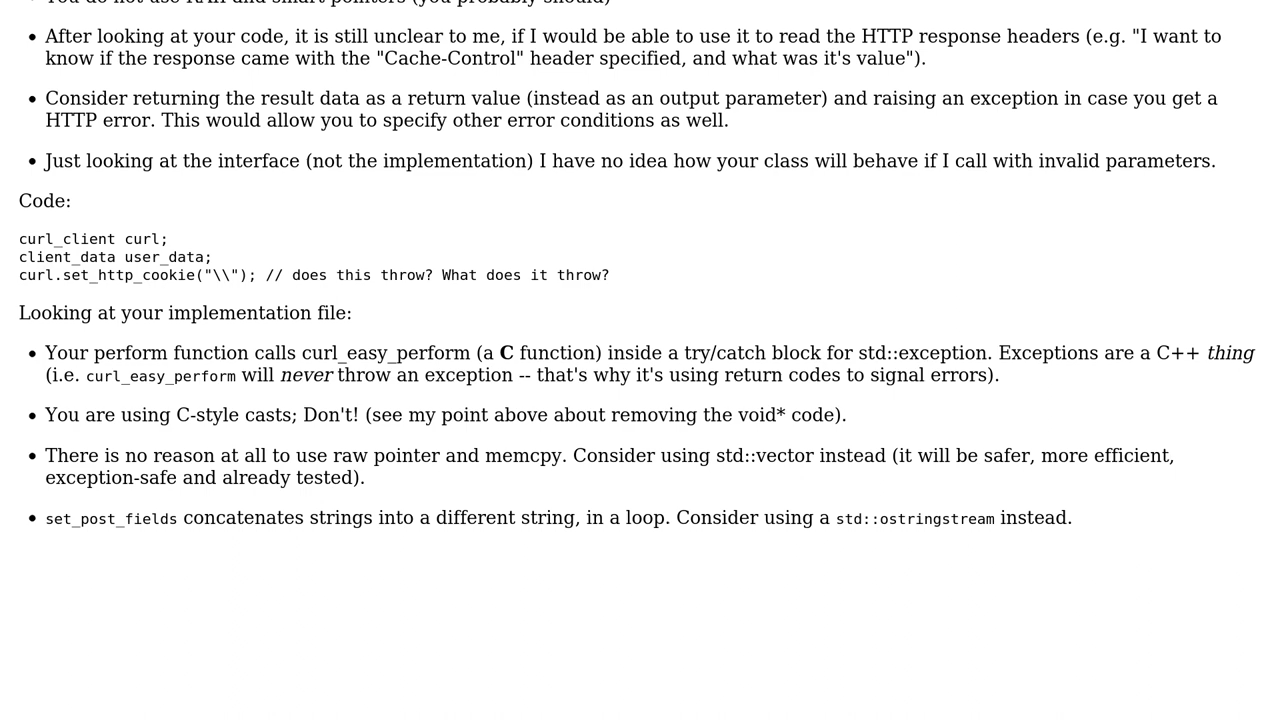 • After looking at your code, it is still unclear to me, if I would be able to use it to read the HTTP response headers (e.g. "I want to
know if the response came with the "Cache-Control" header specified, and what was it's value").
• Consider returning the result data as a return value (instead as an output parameter) and raising an exception in case you get a
HTTP error. This would allow you to specify other error conditions as well.
• Just looking at the interface (not the implementation) I have no idea how your class will behave if I call with invalid parameters.
Code:
curl_client curl;
client_data user_data;
curl.set_http_cookie("\\"); // does this throw? What does it throw?
Looking at your implementation file:
• Your perform function calls curl_easy_perform (a C function) inside a try/catch block for std::exception. Exceptions are a C++ thing
(i.e. curl_easy_perform will never throw an exception -- that's why it's using return codes to signal errors).
• You are using C-style casts; Don't! (see my point above about removing the void* code).
• There is no reason at all to use raw pointer and memcpy. Consider using std::vector instead (it will be safer, more efficient,
exception-safe and already tested).
• set_post_fields concatenates strings into a different string, in a loop. Consider using a std::ostringstream instead.